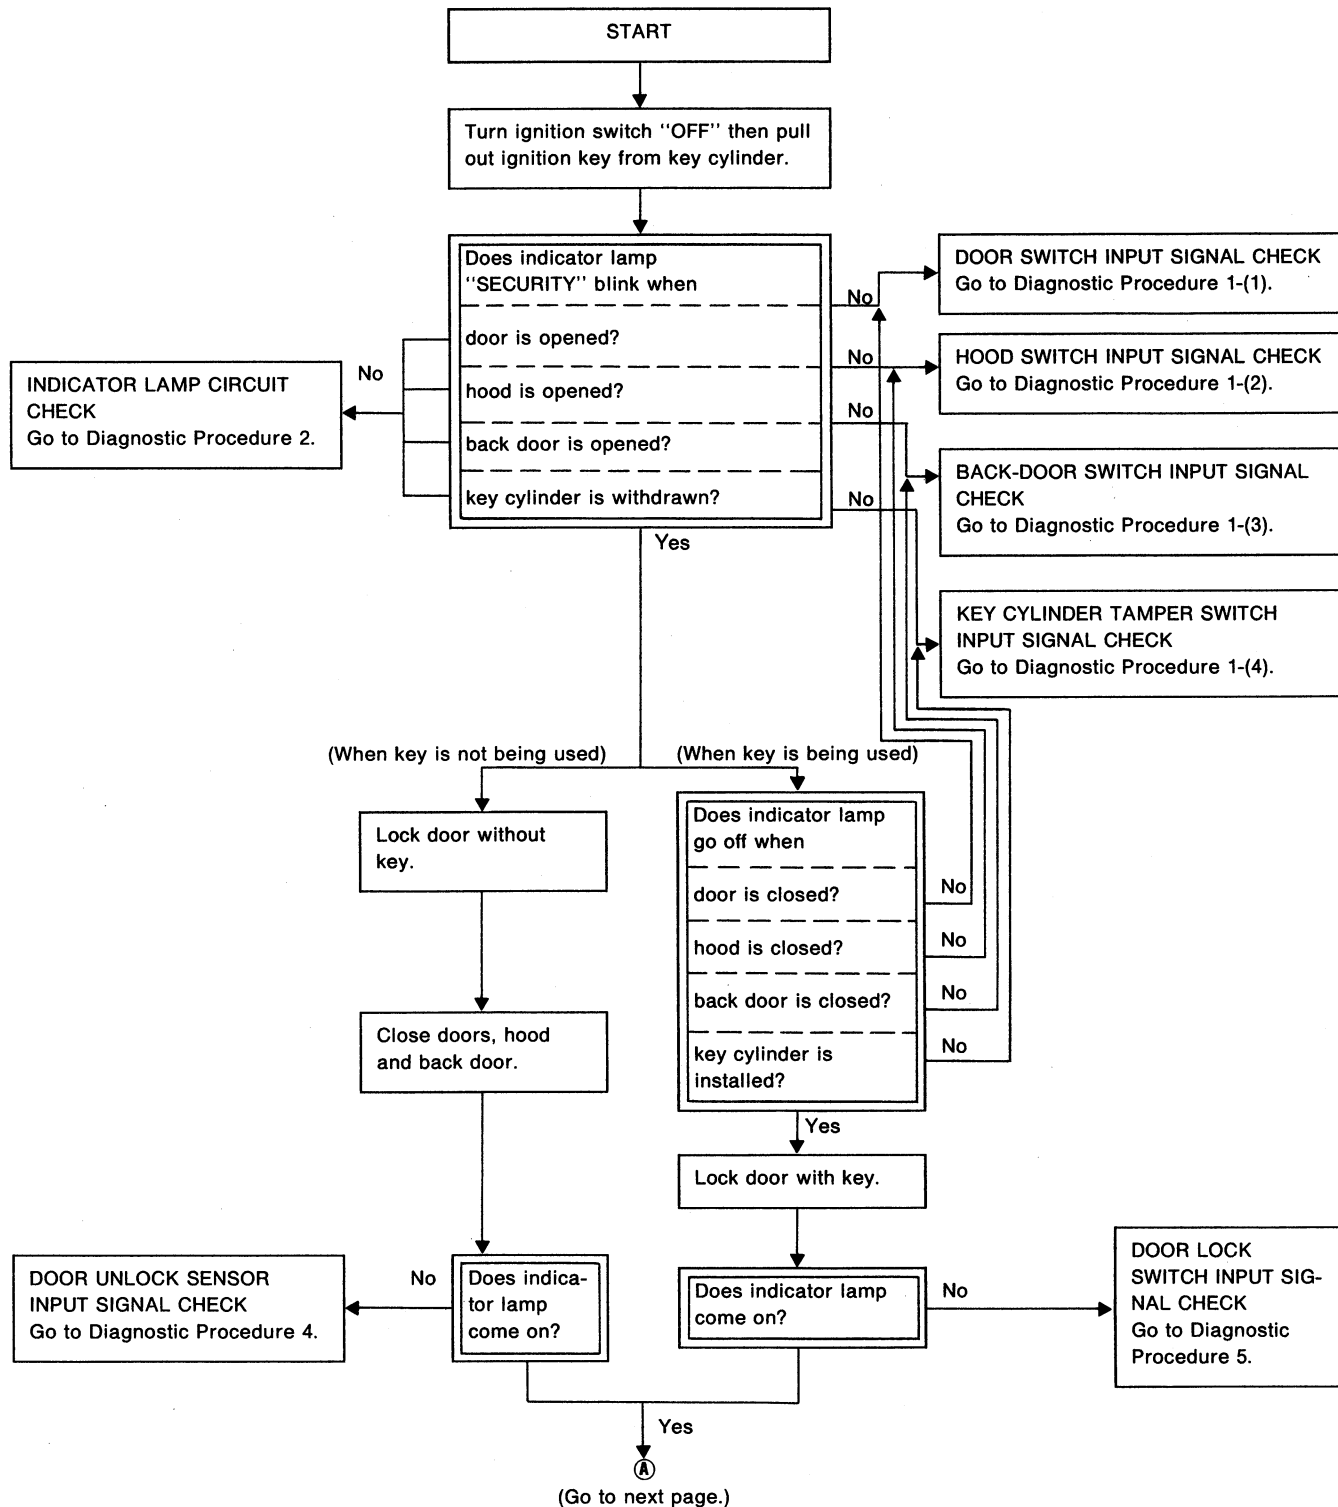 START
Turn ignition switch "OFF" then pull
out ignition key from key cylinder.
Does indicator lamp
"SECURITY" blink when
door is opened?
hood is opened?
back door is opened?
key cylinder is withdrawn?
No
INDICATOR LAMP CIRCUIT
CHECK
Go to Diagnostic Procedure 2.
No
DOOR SWITCH INPUT SIGNAL CHECK
Go to Diagnostic Procedure 1-(1).
No
HOOD SWITCH INPUT SIGNAL CHECK
Go to Diagnostic Procedure 1-(2).
No
BACK-DOOR SWITCH INPUT SIGNAL
CHECK
Go to Diagnostic Procedure 1-(3).
No
KEY CYLINDER TAMPER SWITCH
INPUT SIGNAL CHECK
Go to Diagnostic Procedure 1-(4).
Yes
(When key is not being used)
(When key is being used)
Lock door without
key.
Close doors, hood
and back door.
Does indicator lamp
go off when
door is closed?
No
hood is closed?
No
back door is closed?
No
key cylinder is
installed?
No
Yes
Lock door with key.
DOOR UNLOCK SENSOR
INPUT SIGNAL CHECK
Go to Diagnostic Procedure 4.
No
Does indica-
tor lamp
come on?
Does indicator lamp
come on?
No
DOOR LOCK
SWITCH INPUT SIG-
NAL CHECK
Go to Diagnostic
Procedure 5.
Yes
Ⓐ
(Go to next page.)